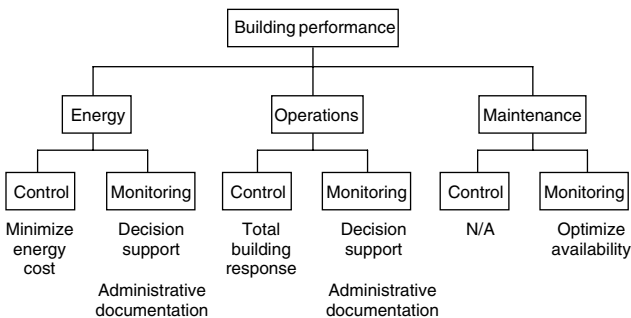 Building performance
Energy
Operations
Maintenance
Control
Monitoring
Control
Monitoring
Control
Monitoring
Minimize
energy
cost
Decision
support
Administrative
documentation
Total
building
response
Decision
support
Administrative
documentation
N/A
Optimize
availability